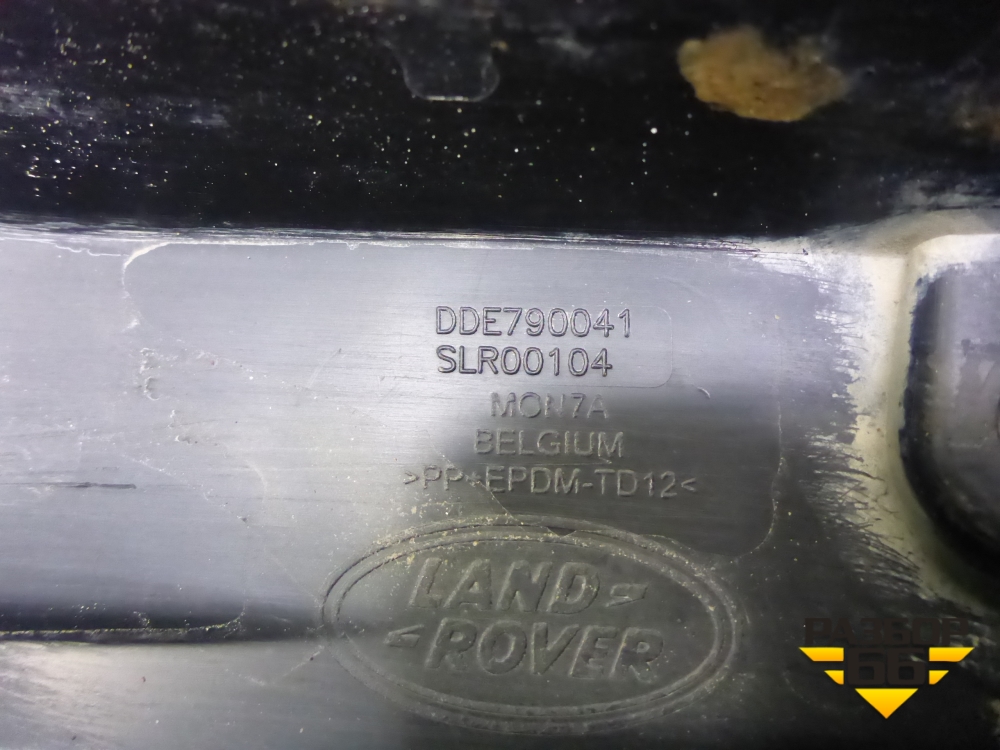 DDE790041
SLR00104
MON7A
BELGIUM
>PP+EPDM-TD12<
LAND
ROVER
РАЗБОР
66